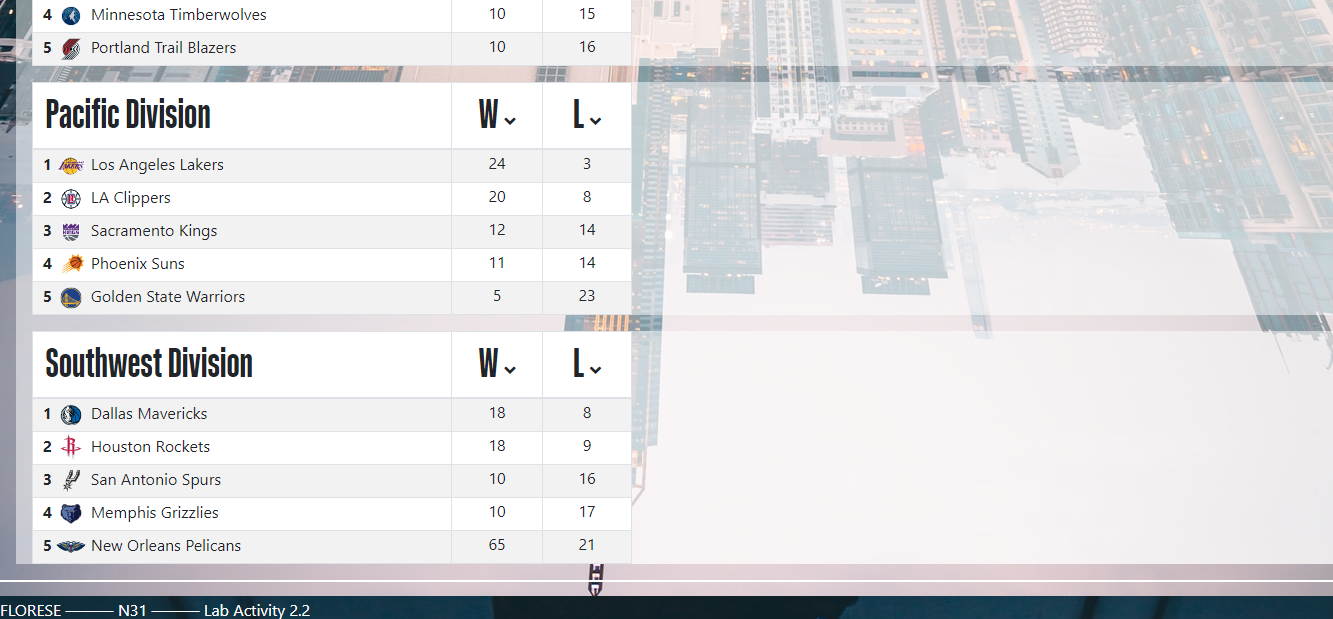 4 Minnesota Timberwolves 10 15
5 Portland Trail Blazers 10 16
Pacific Division W L
1 Los Angeles Lakers 24 3
2 LA Clippers 20 8
3 Sacramento Kings 12 14
4 Phoenix Suns 11 14
5 Golden State Warriors 5 23
Southwest Division W L
1 Dallas Mavericks 18 8
2 Houston Rockets 18 9
3 San Antonio Spurs 10 16
4 Memphis Grizzlies 10 17
5 New Orleans Pelicans 65 21
FLORESE ——— N31 ——— Lab Activity 2.2